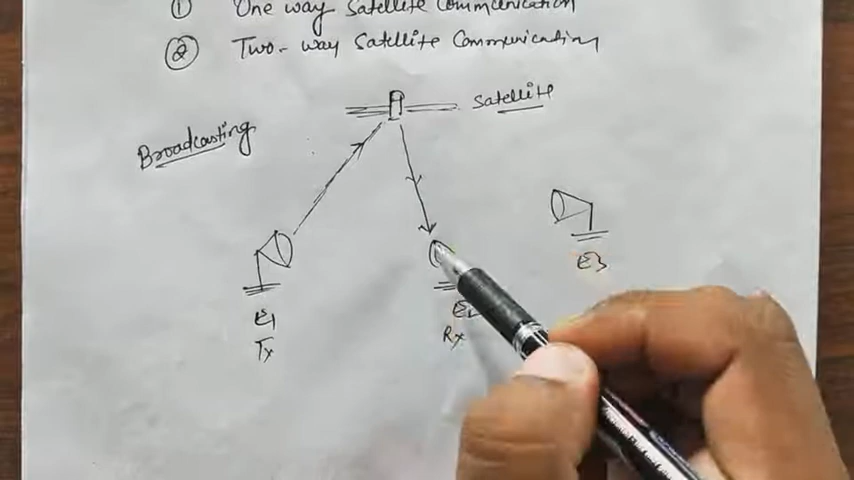 ① One way Satellite Communication
② Two-way Satellite Communication
Satellite
Broadcasting
E3
E1
Tx
Rx